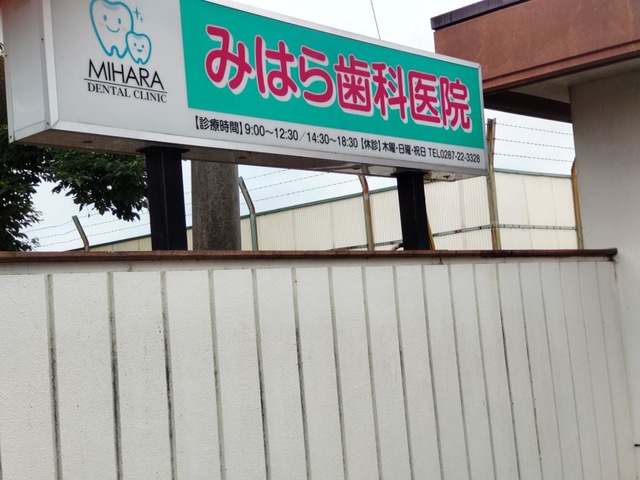 MIHARA
DENTAL CLINIC
みはら歯科医院
【診療時間】9:00～12:30／14:30～18:30【休診】木曜・日曜・祝日 TEL0287-22-3328